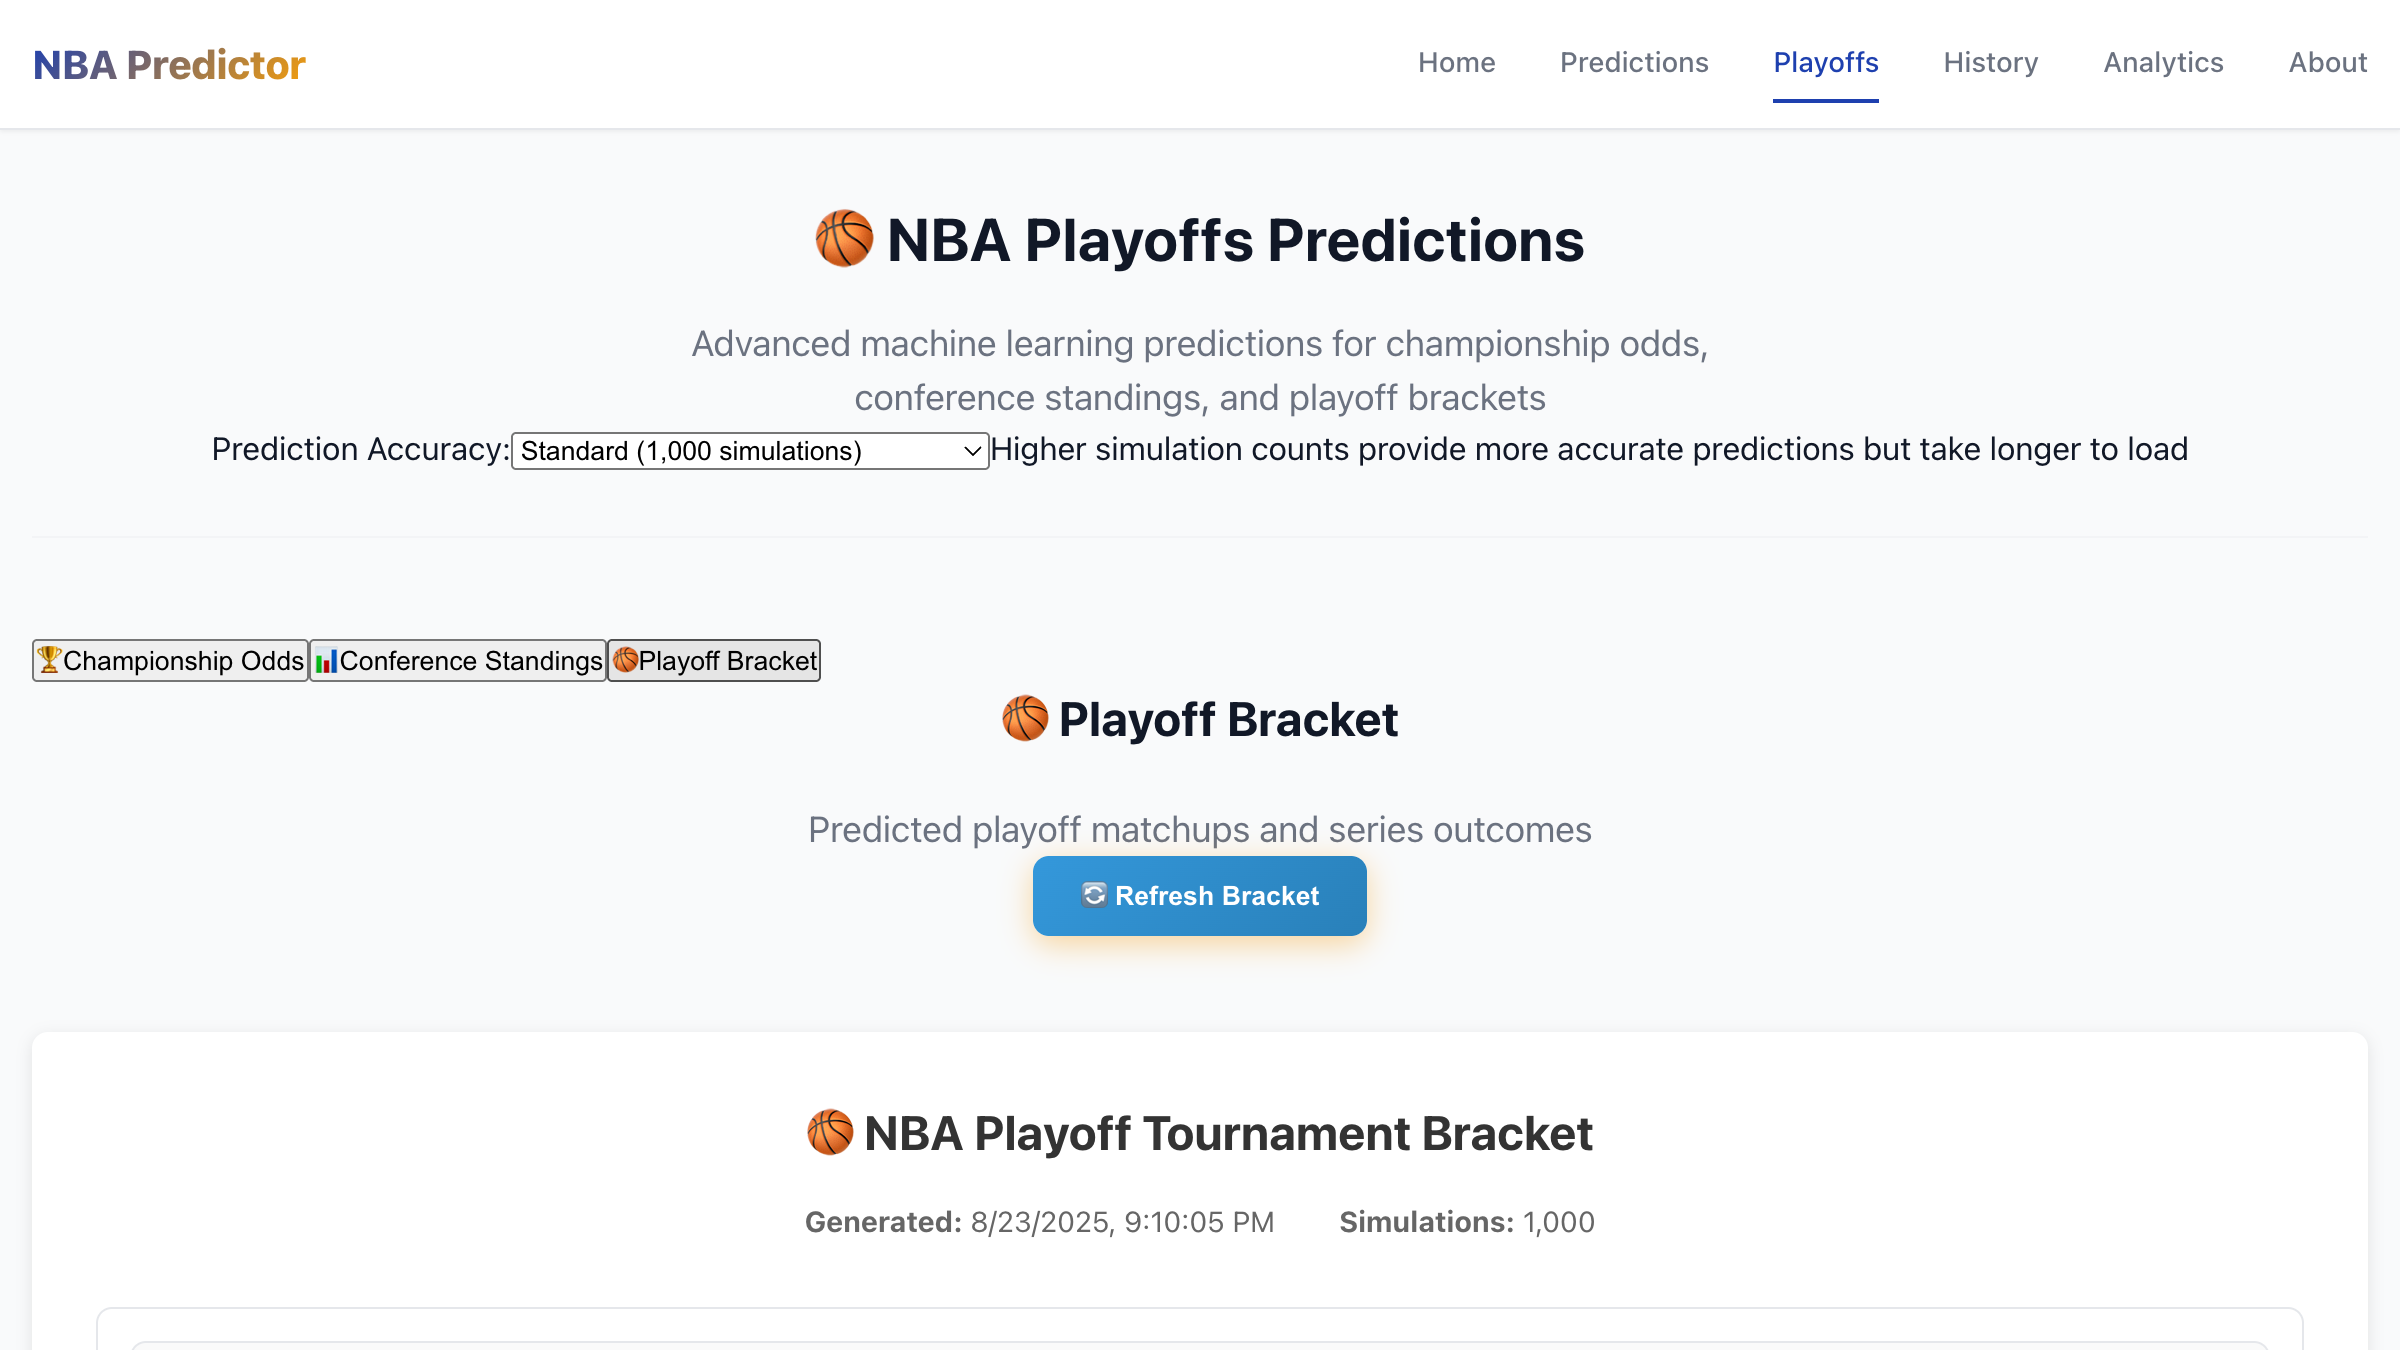 NBA Predictor
Home Predictions Playoffs History Analytics About
NBA Playoffs Predictions
Advanced machine learning predictions for championship odds,
conference standings, and playoff brackets
Prediction Accuracy: Standard (1,000 simulations) Higher simulation counts provide more accurate predictions but take longer to load
Championship Odds Conference Standings Playoff Bracket
Playoff Bracket
Predicted playoff matchups and series outcomes
Refresh Bracket
NBA Playoff Tournament Bracket
Generated: 8/23/2025, 9:10:05 PM Simulations: 1,000